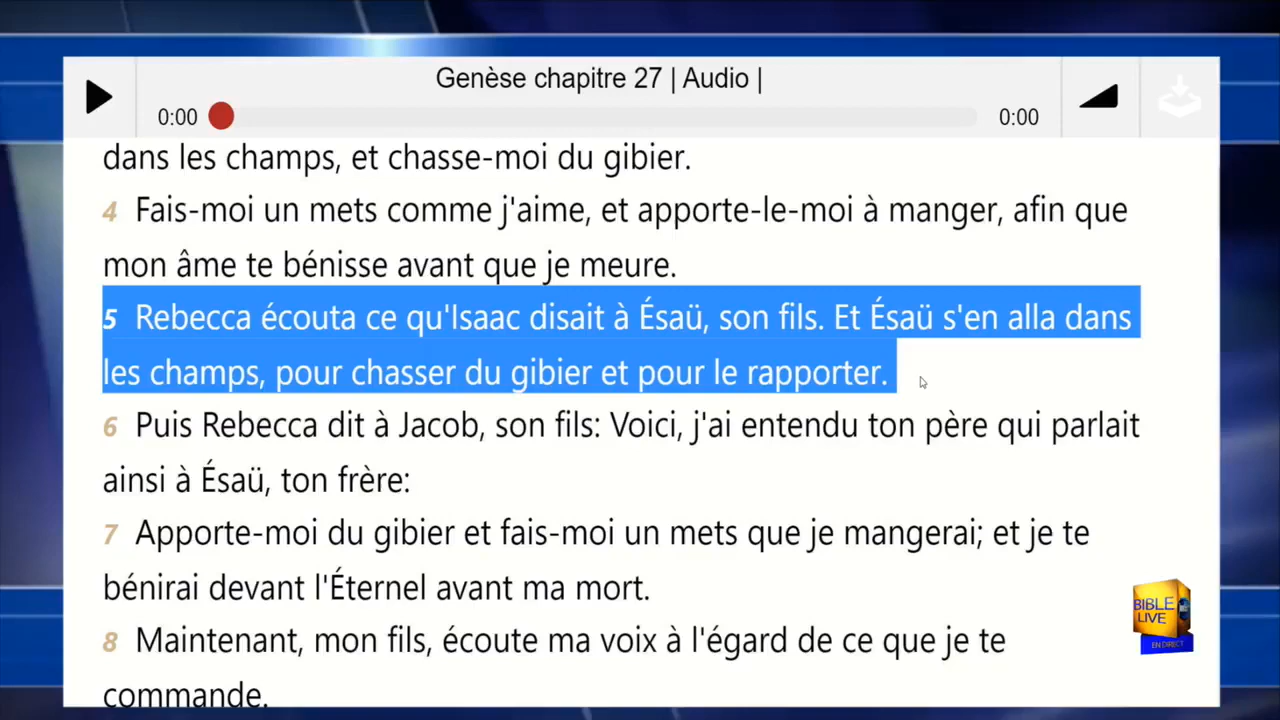 Genèse chapitre 27 | Audio |
0:00
0:00
dans les champs, et chasse-moi du gibier.
4 Fais-moi un mets comme j'aime, et apporte-le-moi à manger, afin que
mon âme te bénisse avant que je meure.
5 Rebecca écouta ce qu'Isaac disait à Ésaü, son fils. Et Ésaü s'en alla dans
les champs, pour chasser du gibier et pour le rapporter.
6 Puis Rebecca dit à Jacob, son fils: Voici, j'ai entendu ton père qui parlait
ainsi à Ésaü, ton frère:
7 Apporte-moi du gibier et fais-moi un mets que je mangerai; et je te
bénirai devant l'Éternel avant ma mort.
8 Maintenant, mon fils, écoute ma voix à l'égard de ce que je te
commande.
BIBLE
LIVE
EN DIRECT